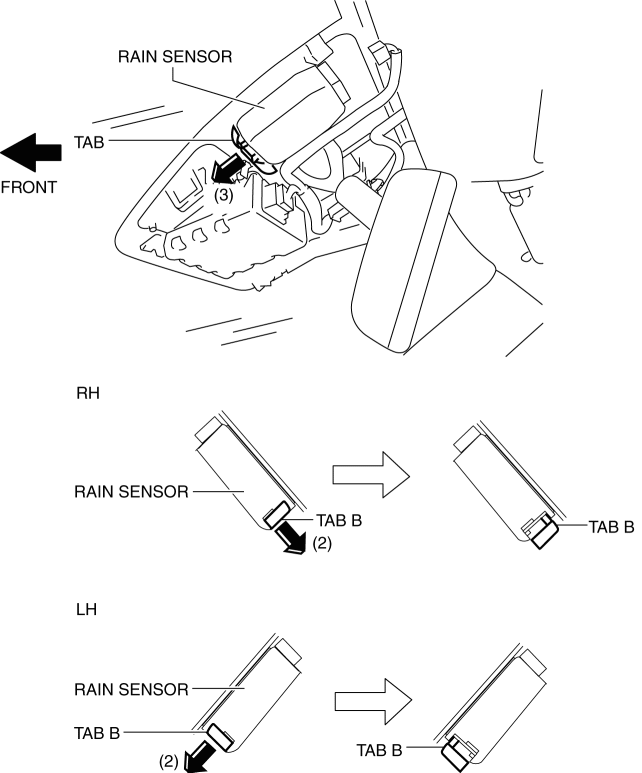 RAIN SENSOR
TAB
FRONT
(3)
RH
RAIN SENSOR
TAB B
(2)
TAB B
LH
RAIN SENSOR
TAB B
(2)
TAB B